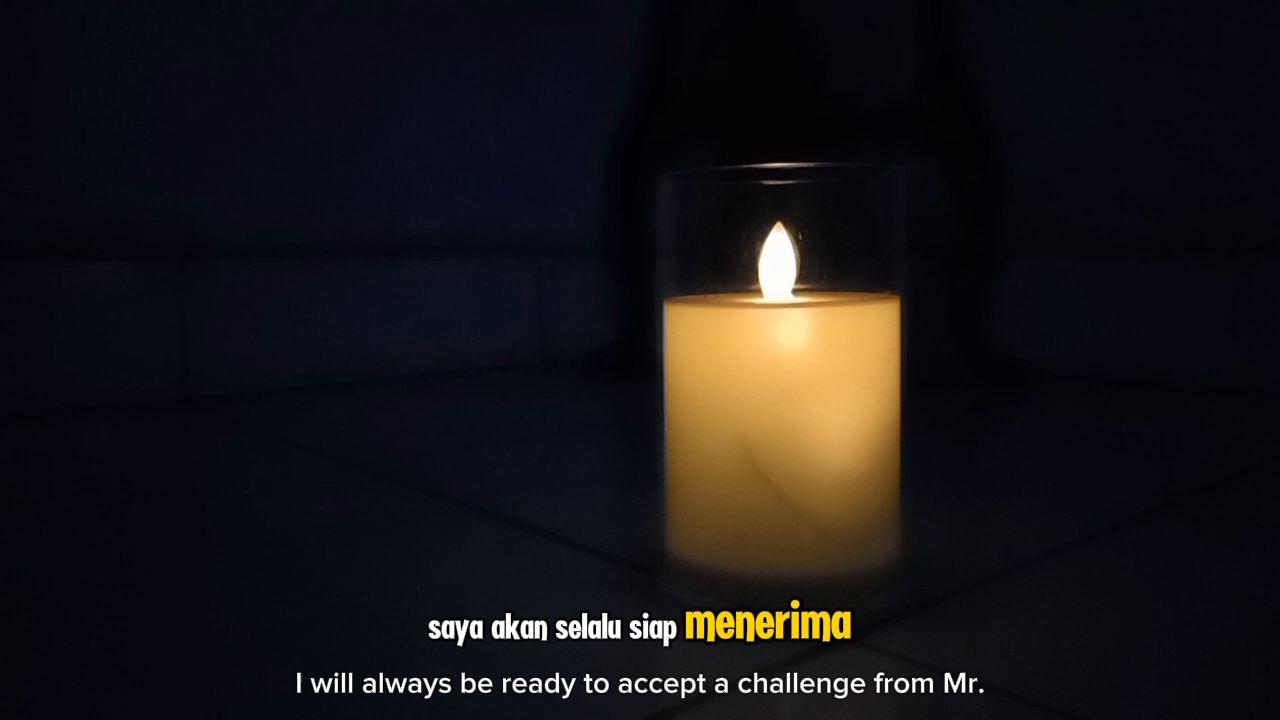 saya akan selalu siap menerima
I will always be ready to accept a challenge from Mr.